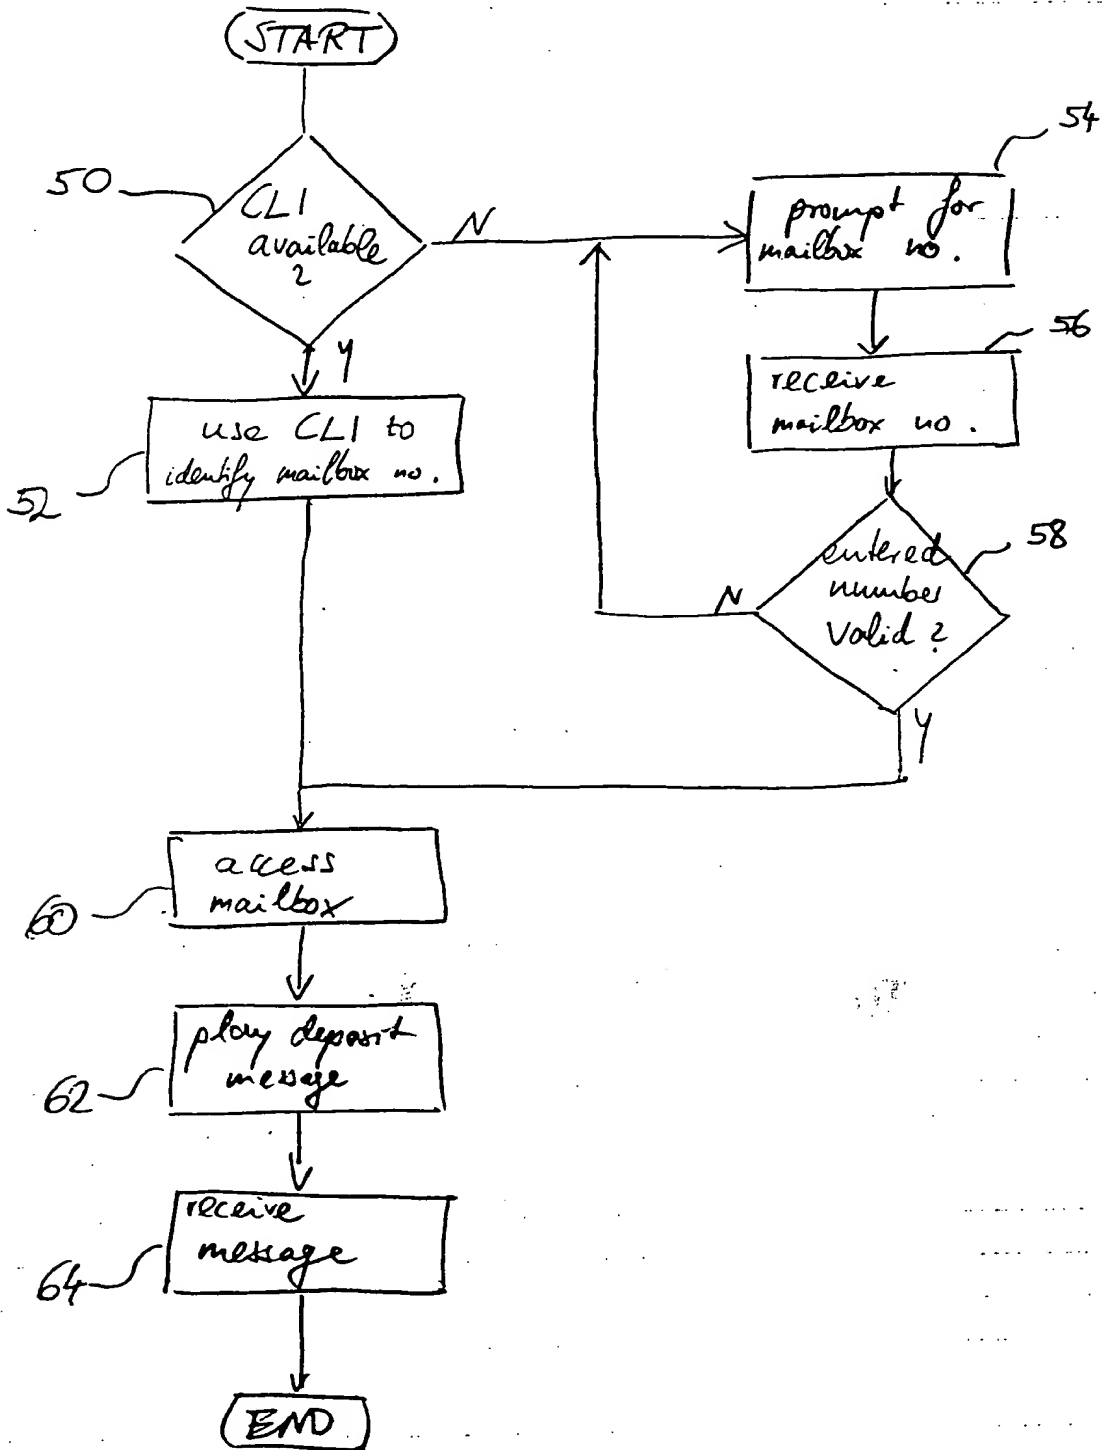 START
50
CLI
available
?
N
Y
52
use CLI to
identify mailbox no.
54
prompt for
mailbox no.
56
receive
mailbox no.
58
entered
number
valid?
N
Y
60
access
mailbox
62
play deposit
message
64
receive
message
END